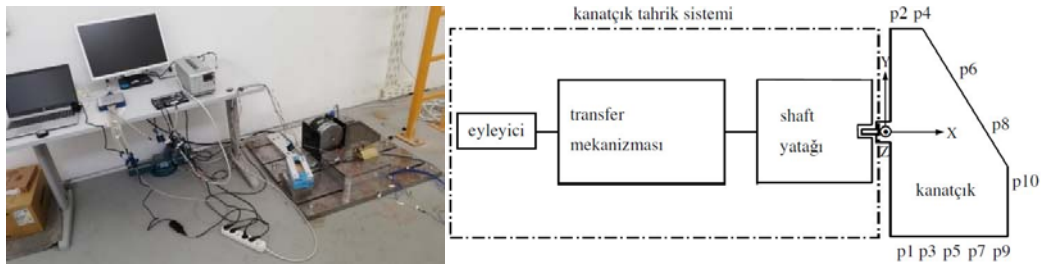 kanatçık tahrik sistemi
p2 p4
p6
Y
p8
eyleyici
transfer
mekanizması
shaft
yatağı
X
Z
p10
kanatçık
p1 p3 p5 p7 p9